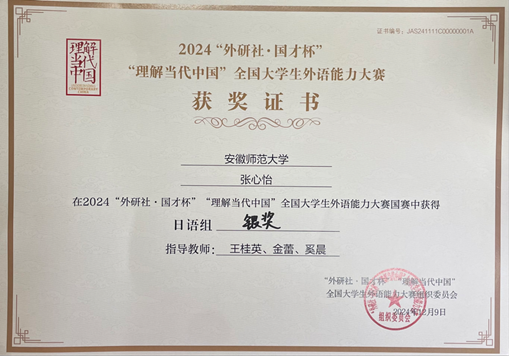 证书编号：JAS241111C00000001A
理解
当代
中国
2024“外研社·国才杯”
“理解当代中国”全国大学生外语能力大赛
获奖证书
安徽师范大学
张心怡
在2024“外研社·国才杯”“理解当代中国”全国大学生外语能力大赛国赛中获得
日语组 银奖
指导教师：王桂英、金蕾、奚晨
“外研社·国才杯”“理解当代中国”
全国大学生外语能力大赛组织委员会
组织委员会
2024年12月9日